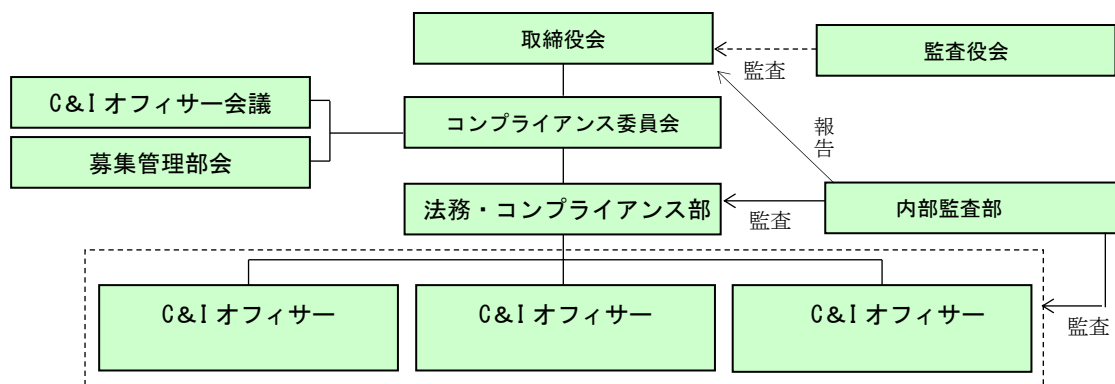 取締役会
監査役会
監査
C&Iオフィサー会議
コンプライアンス委員会
報告
募集管理部会
法務・コンプライアンス部
監査
内部監査部
C&Iオフィサー
C&Iオフィサー
C&Iオフィサー
監査